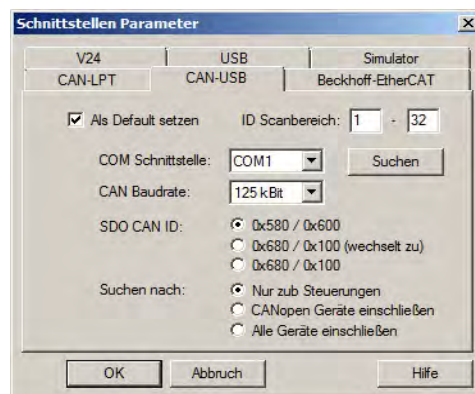 Schnittstellen Parameter
V24 USB Simulator
CAN-LPT CAN-USB Beckhoff-EtherCAT
Als Default setzen ID Scanbereich: 1 - 32
COM Schnittstelle: COM1 Suchen
CAN Baudrate: 125 kBit
SDO CAN ID: 0x580 / 0x600
0x680 / 0x100 (wechselt zu)
0x680 / 0x100
Suchen nach: Nur zub Steuerungen
CANopen Geräte einschließen
Alle Geräte einschließen
OK Abbruch Hilfe